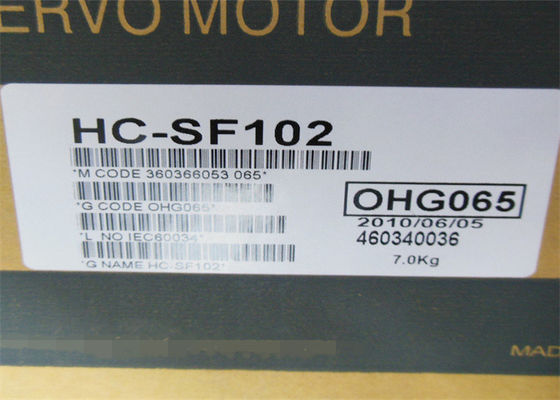 ERVO MOTOR
HC-SF102
*M CODE 360366053 065*
*G CODE OHG065*
*L NO IEC60034*
*G NAME HC-SF102*
OHG065
2010/06/05
460340036
7.0Kg
MAD